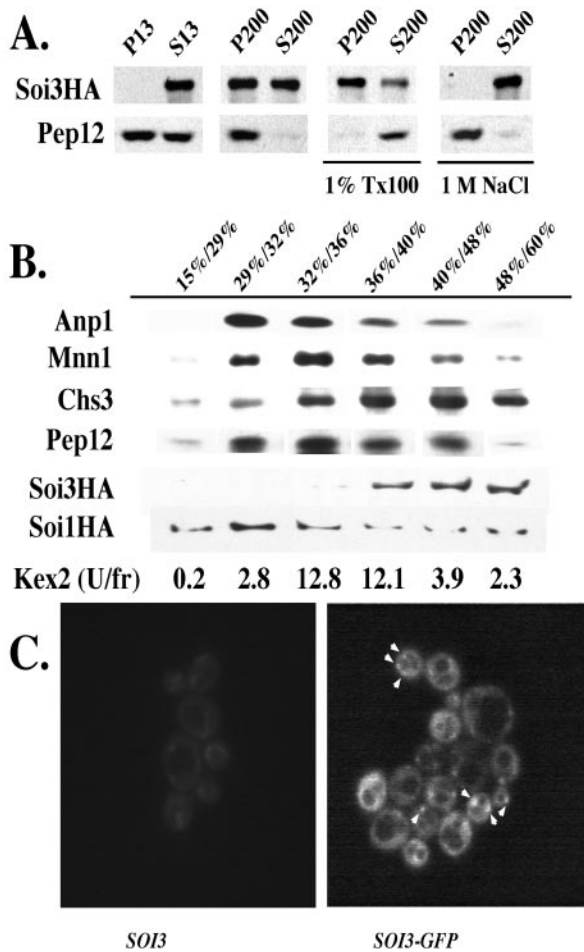 A.
P13 S13 P200 S200 P200 S200 P200 S200
Soi3HA
Pep12
1% Tx100 1 M NaCl
B.
15%/29% 29%/32% 32%/36% 36%/40% 40%/48% 48%/60%
Anp1
Mnn1
Chs3
Pep12
Soi3HA
Soi1HA
Kex2 (U/fr) 0.2 2.8 12.8 12.1 3.9 2.3
C.
SOI3 SOI3-GFP